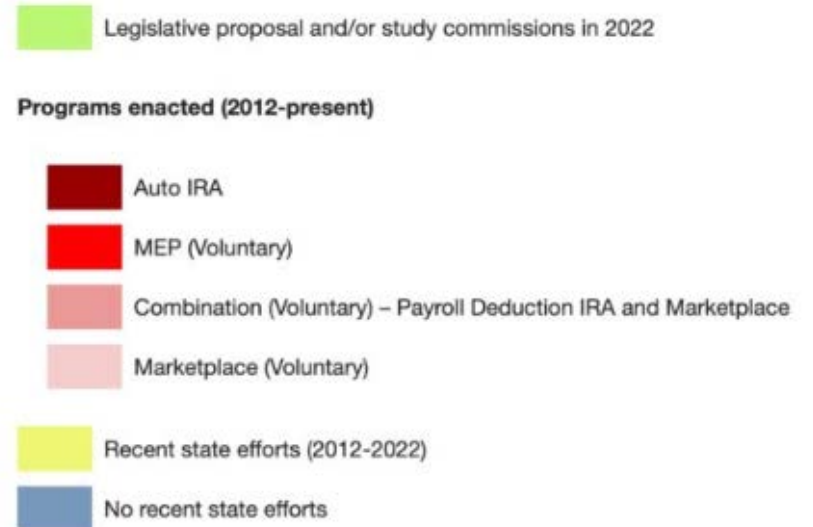 Legislative proposal and/or study commissions in 2022
Programs enacted (2012-present)
Auto IRA
MEP (Voluntary)
Combination (Voluntary) – Payroll Deduction IRA and Marketplace
Marketplace (Voluntary)
Recent state efforts (2012-2022)
No recent state efforts